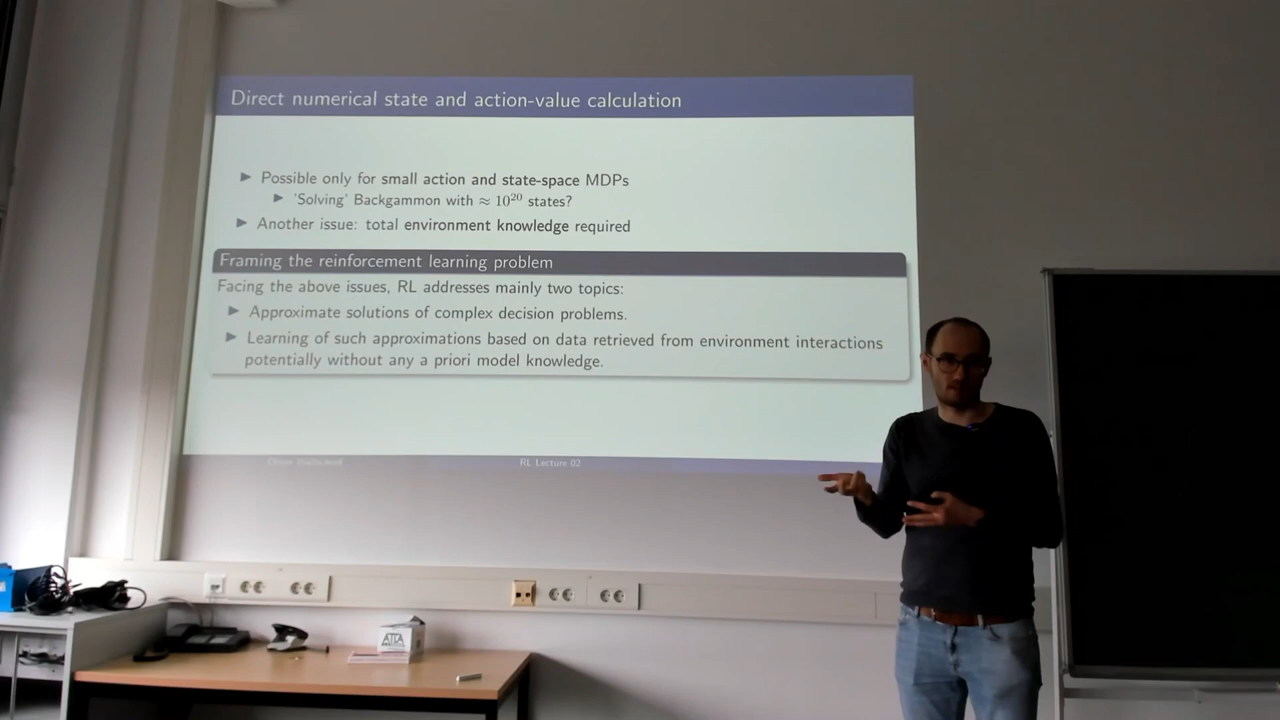 Direct numerical state and action-value calculation
▶ Possible only for small action and state-space MDPs
▶ 'Solving' Backgammon with ≈ 10²⁰ states?
▶ Another issue: total environment knowledge required
Framing the reinforcement learning problem
Facing the above issues, RL addresses mainly two topics:
▶ Approximate solutions of complex decision problems.
▶ Learning of such approximations based on data retrieved from environment interactions
potentially without any a priori model knowledge.
RL Lecture 02